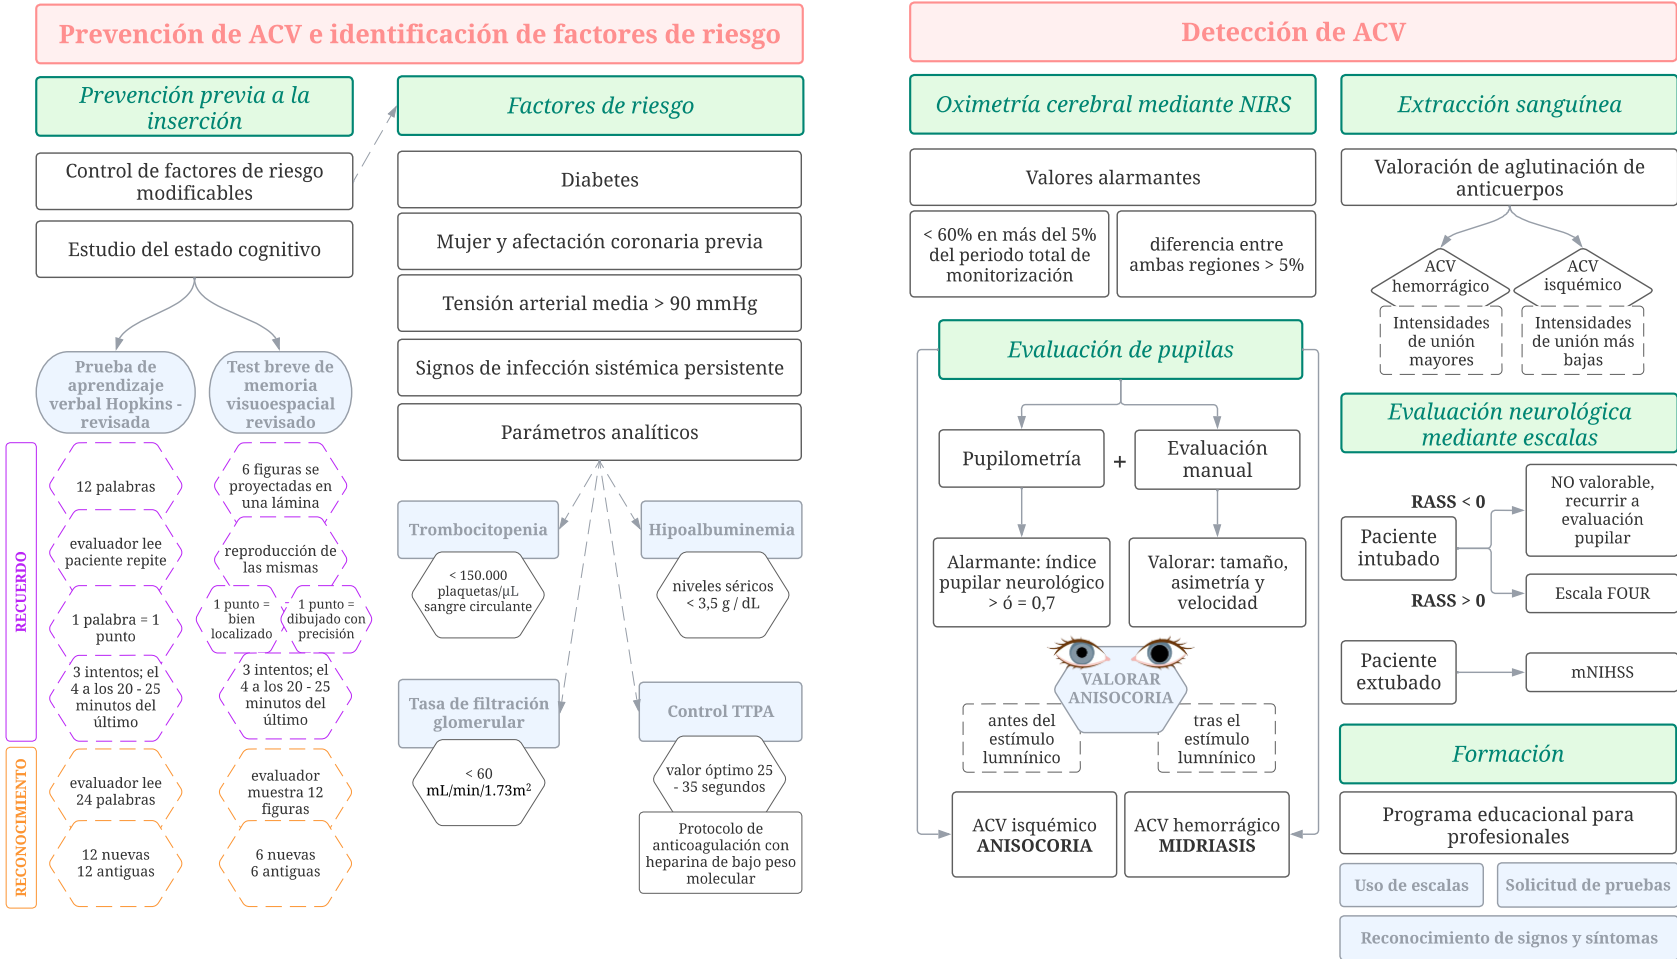 Prevención de ACV e identificación de factores de riesgo
Prevención previa a la
inserción
Control de factores de riesgo
modificables
Estudio del estado cognitivo
Prueba de
aprendizaje
verbal Hopkins -
revisada
Test breve de
memoria
visuoespacial
revisado
RECUERDO
12 palabras
evaluador lee
paciente repite
1 palabra = 1
punto
3 intentos; el
4 a los 20 - 25
minutos del
último
6 figuras se
proyectadas en
una lámina
reproducción de
las mismas
1 punto =
bien
localizado
1 punto =
dibujado con
precisión
3 intentos; el
4 a los 20 - 25
minutos del
último
RECONOCIMIENTO
evaluador lee
24 palabras
12 nuevas
12 antiguas
evaluador
muestra 12
figuras
6 nuevas
6 antiguas
Factores de riesgo
Diabetes
Mujer y afectación coronaria previa
Tensión arterial media > 90 mmHg
Signos de infección sistémica persistente
Parámetros analíticos
Trombocitopenia
< 150.000
plaquetas/µL
sangre circulante
Hipoalbuminemia
niveles séricos
< 3,5 g / dL
Tasa de filtración
glomerular
< 60
mL/min/1.73m²
Control TTPA
valor óptimo 25
- 35 segundos
Protocolo de
anticoagulación con
heparina de bajo peso
molecular
Detección de ACV
Oximetría cerebral mediante NIRS
Valores alarmantes
< 60% en más del 5%
del periodo total de
monitorización
diferencia entre
ambas regiones > 5%
Evaluación de pupilas
Pupilometría
+
Evaluación
manual
Alarmante: índice
pupilar neurológico
> ó = 0,7
Valorar: tamaño,
asimetría y
velocidad
VALORAR
ANISOCORIA
antes del
estímulo
lumnínico
tras el
estímulo
lumnínico
ACV isquémico
ANISOCORIA
ACV hemorrágico
MIDRIASIS
Extracción sanguínea
Valoración de aglutinación de
anticuerpos
ACV
hemorrágico
Intensidades
de unión
mayores
ACV
isquémico
Intensidades
de unión más
bajas
Evaluación neurológica
mediante escalas
Paciente
intubado
RASS < 0
NO valorable,
recurrir a
evaluación
pupilar
RASS > 0
Escala FOUR
Paciente
extubado
mNIHSS
Formación
Programa educacional para
profesionales
Uso de escalas
Solicitud de pruebas
Reconocimiento de signos y síntomas